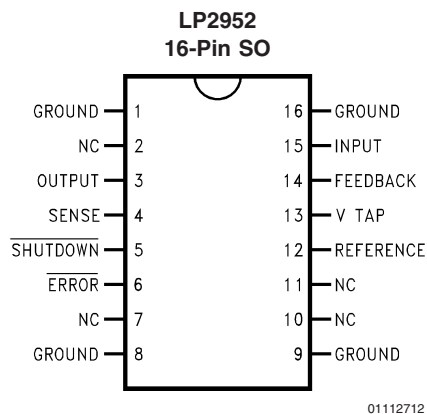 LP2952
16-Pin SO
GROUND 1 16 GROUND
NC 2 15 INPUT
OUTPUT 3 14 FEEDBACK
SENSE 4 13 V TAP
SHUTDOWN 5 12 REFERENCE
ERROR 6 11 NC
NC 7 10 NC
GROUND 8 9 GROUND
01112712